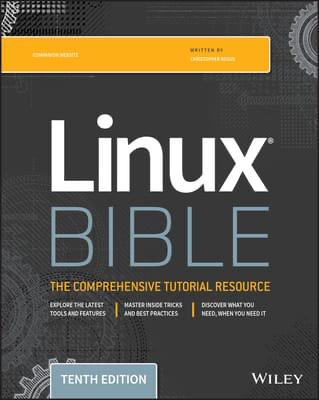 COMPANION WEBSITE
WRITTEN BY
CHRISTOPHER NEGUS
Linux®
BIBLE
THE COMPREHENSIVE TUTORIAL RESOURCE
EXPLORE THE LATEST
TOOLS AND FEATURES
MASTER INSIDE TRICKS
AND BEST PRACTICES
DISCOVER WHAT YOU
NEED, WHEN YOU NEED IT
TENTH EDITION
WILEY